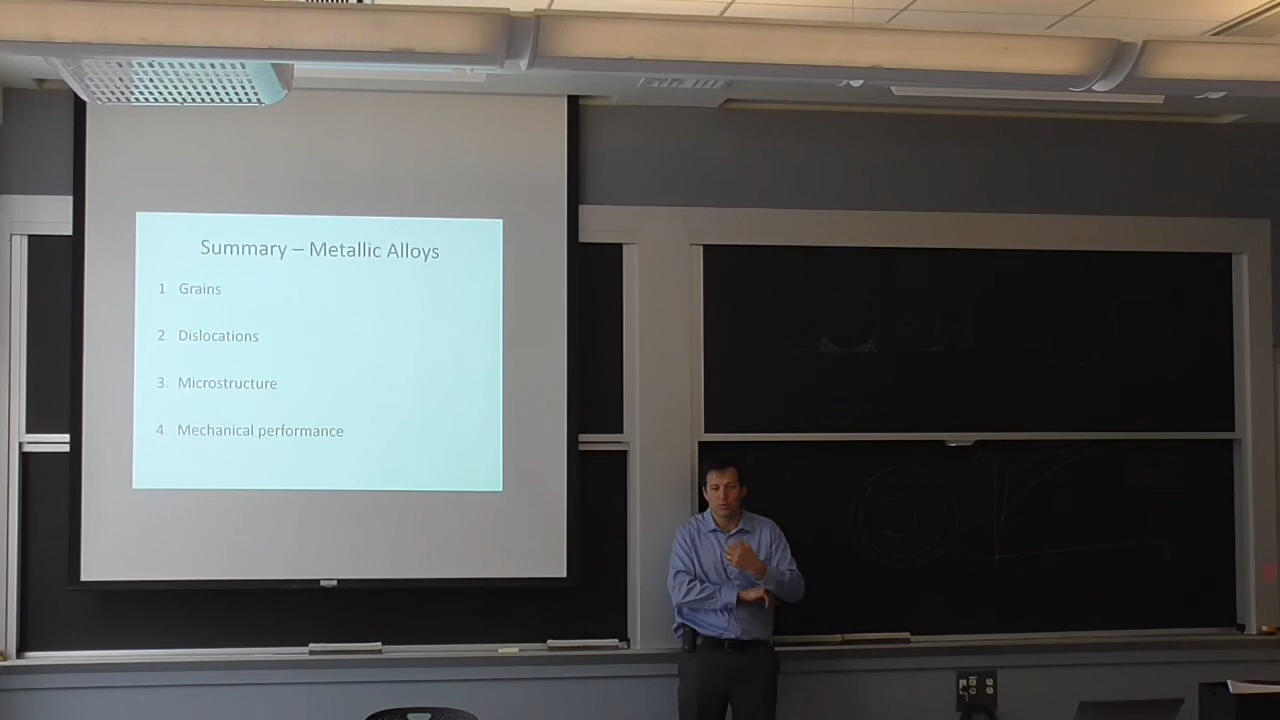 Summary – Metallic Alloys
1 Grains
2 Dislocations
3. Microstructure
4 Mechanical performance